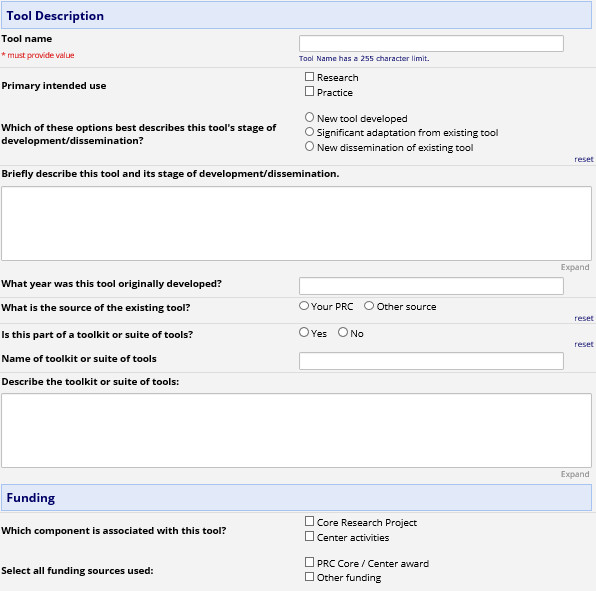 Tool Description
Tool name
* must provide value
Tool Name has a 255 character limit.
Primary intended use
Research
Practice
Which of these options best describes this tool's stage of
development/dissemination?
New tool developed
Significant adaptation from existing tool
New dissemination of existing tool
reset
Briefly describe this tool and its stage of development/dissemination.
Expand
What year was this tool originally developed?
What is the source of the existing tool?
Your PRC Other source
reset
Is this part of a toolkit or suite of tools?
Yes No
reset
Name of toolkit or suite of tools
Describe the toolkit or suite of tools:
Expand
Funding
Which component is associated with this tool?
Core Research Project
Center activities
Select all funding sources used:
PRC Core / Center award
Other funding